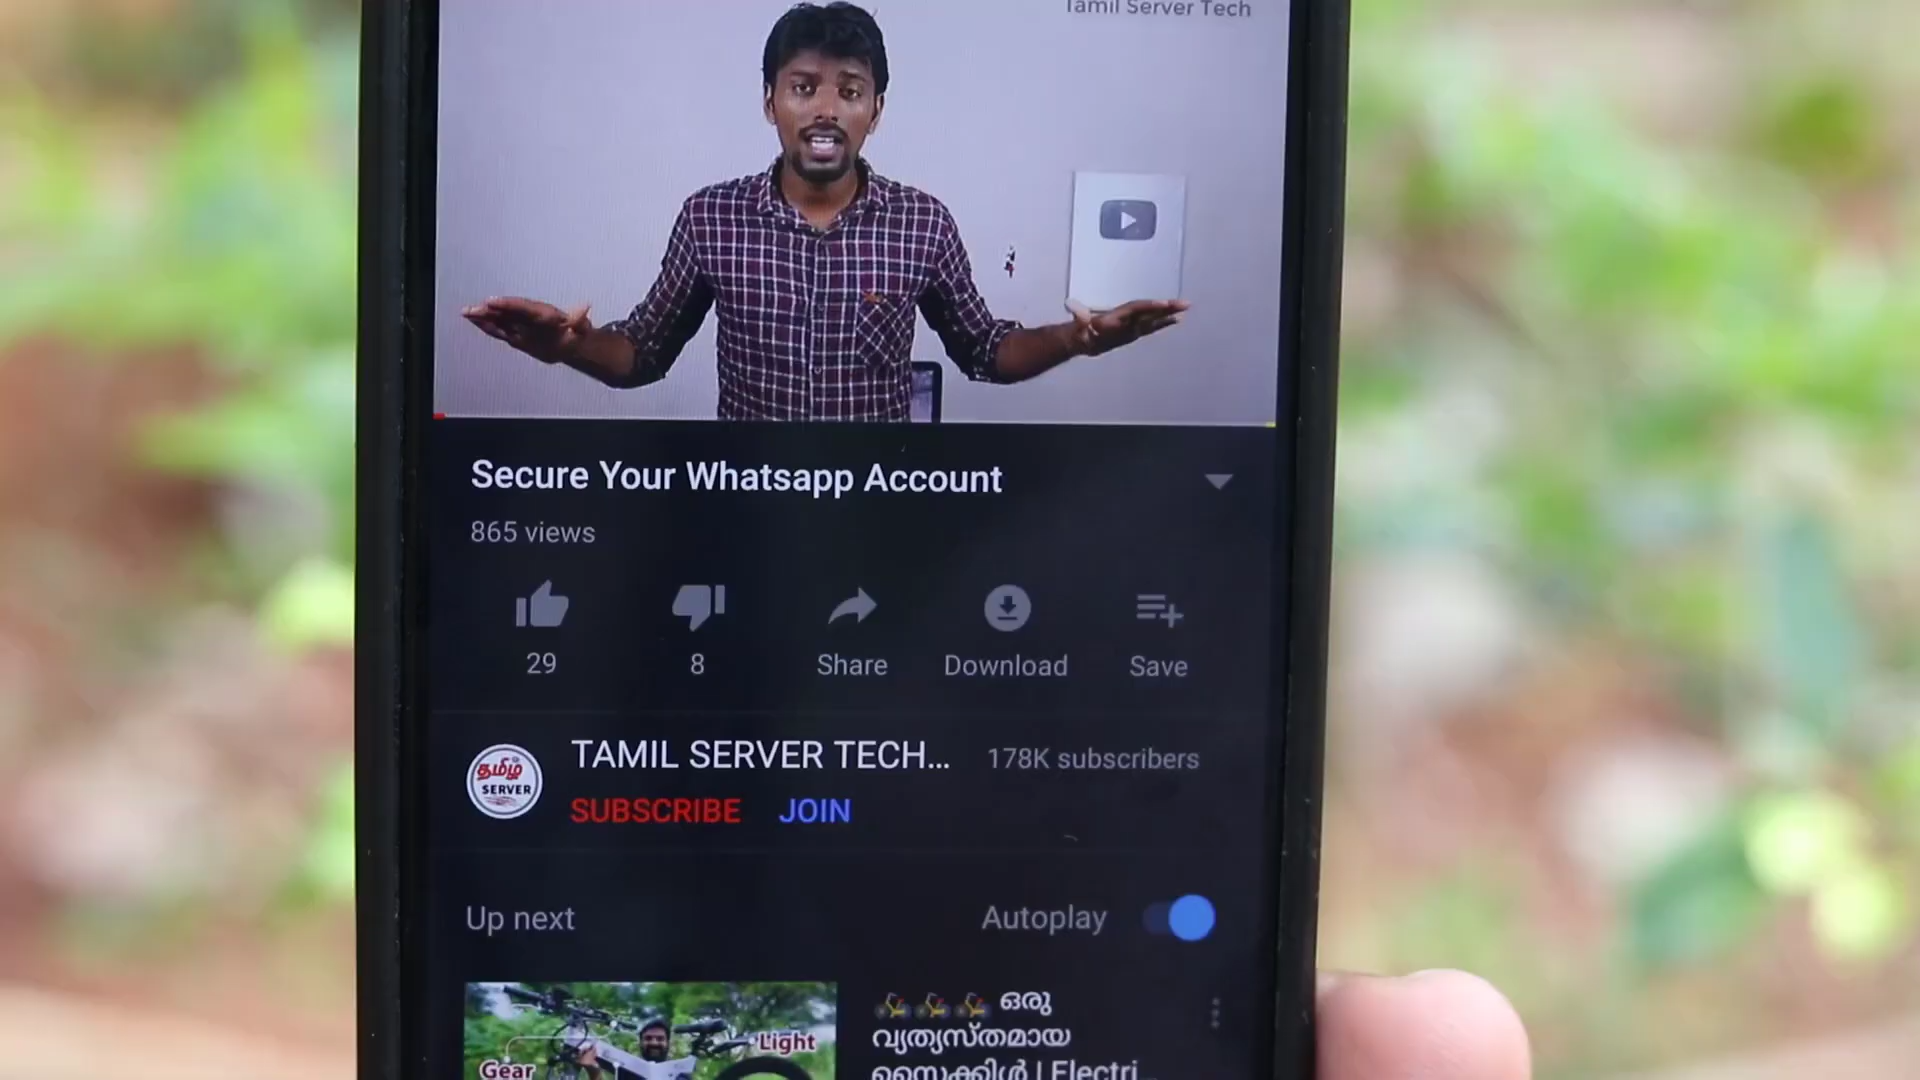 Tamil Server Tech
Secure Your Whatsapp Account
865 views
29
8
Share
Download
Save
தமிழ்
SERVER
TAMIL SERVER TECH...
178K subscribers
SUBSCRIBE
JOIN
Up next
Autoplay
ഒരു
വ്യത്യസ്തമായ
സൈക്കിൾ | Electri...
Light
Gear